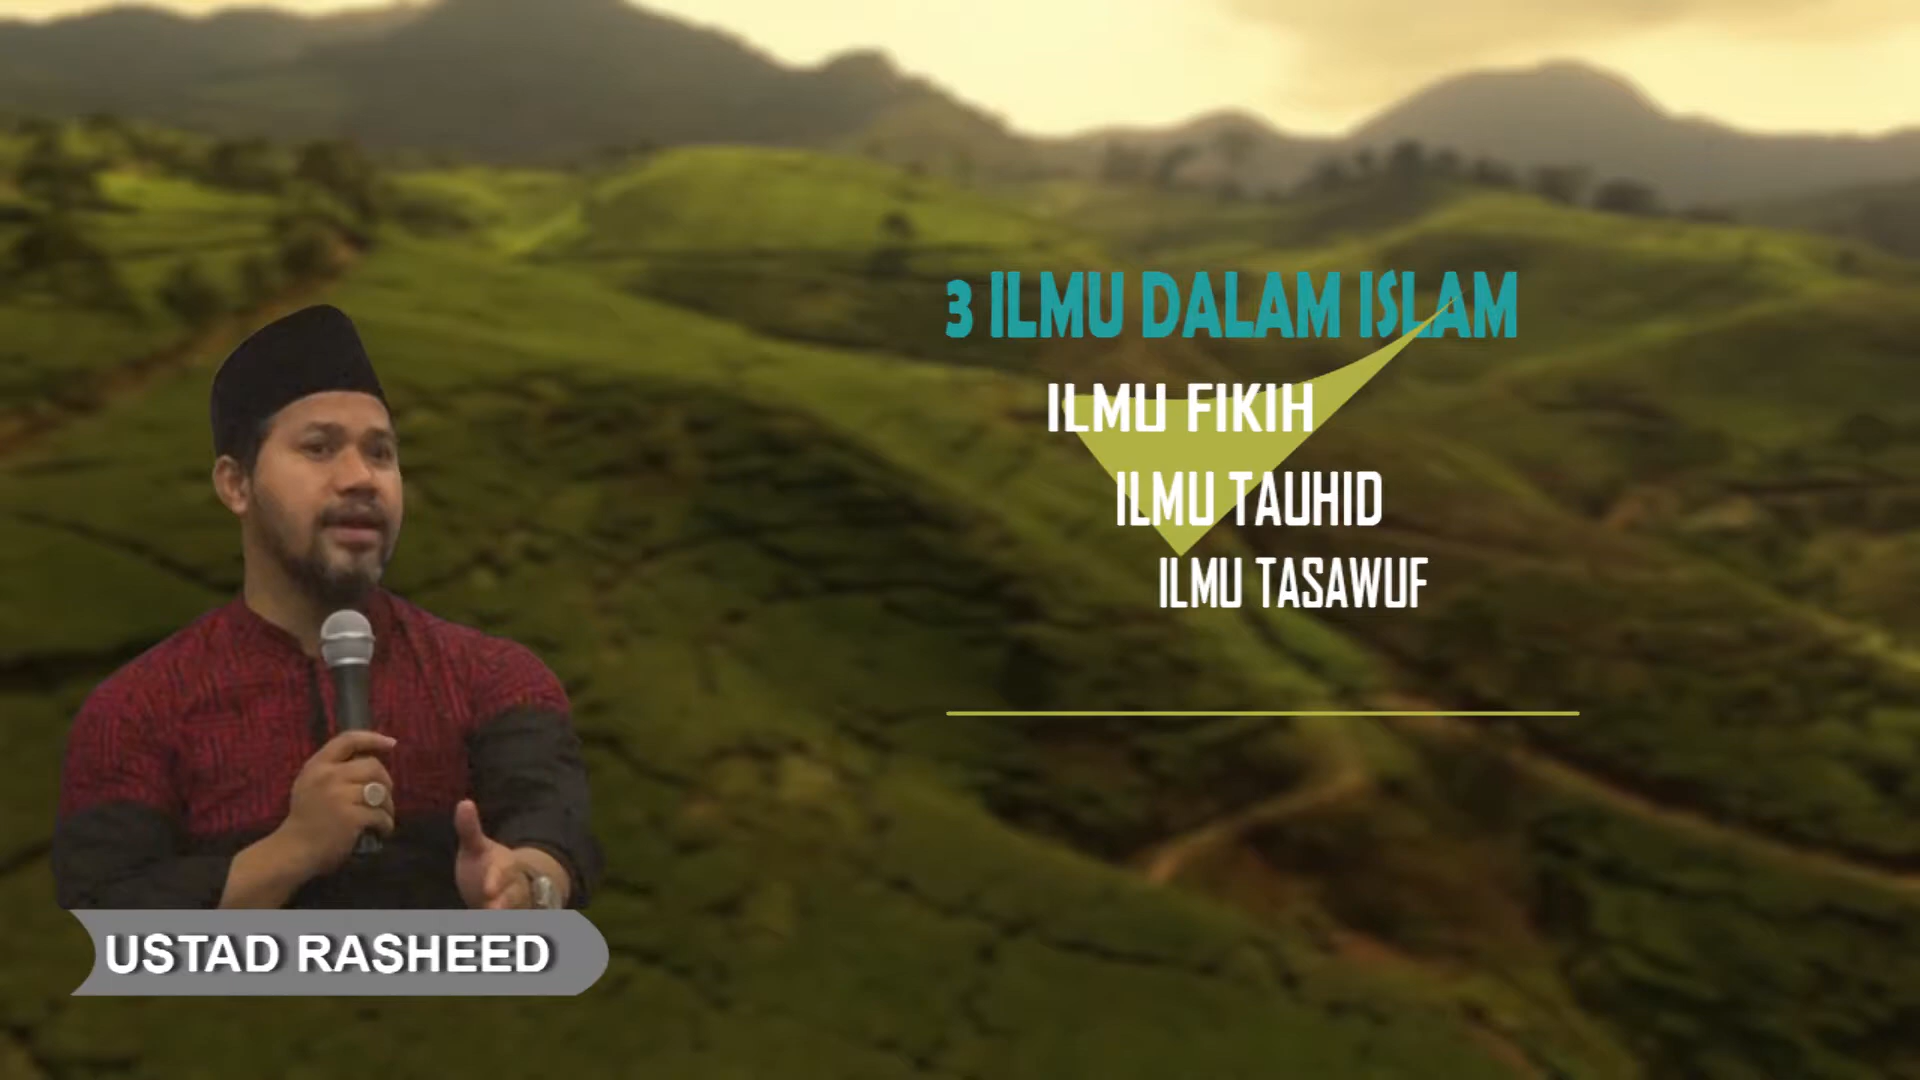 3 ILMU DALAM ISLAM
ILMU FIKIH
ILMU TAUHID
ILMU TASAWUF
USTAD RASHEED